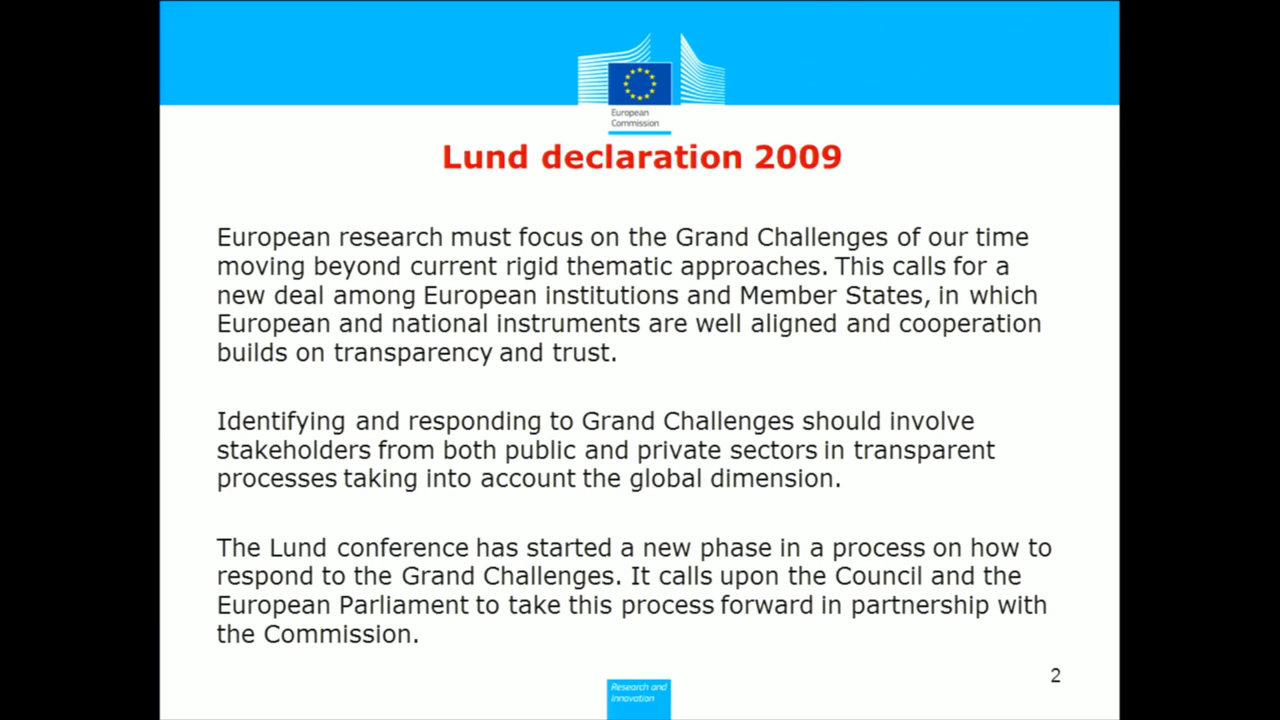 European
Commission
Lund declaration 2009
European research must focus on the Grand Challenges of our time
moving beyond current rigid thematic approaches. This calls for a
new deal among European institutions and Member States, in which
European and national instruments are well aligned and cooperation
builds on transparency and trust.
Identifying and responding to Grand Challenges should involve
stakeholders from both public and private sectors in transparent
processes taking into account the global dimension.
The Lund conference has started a new phase in a process on how to
respond to the Grand Challenges. It calls upon the Council and the
European Parliament to take this process forward in partnership with
the Commission.
2
Research and
innovation